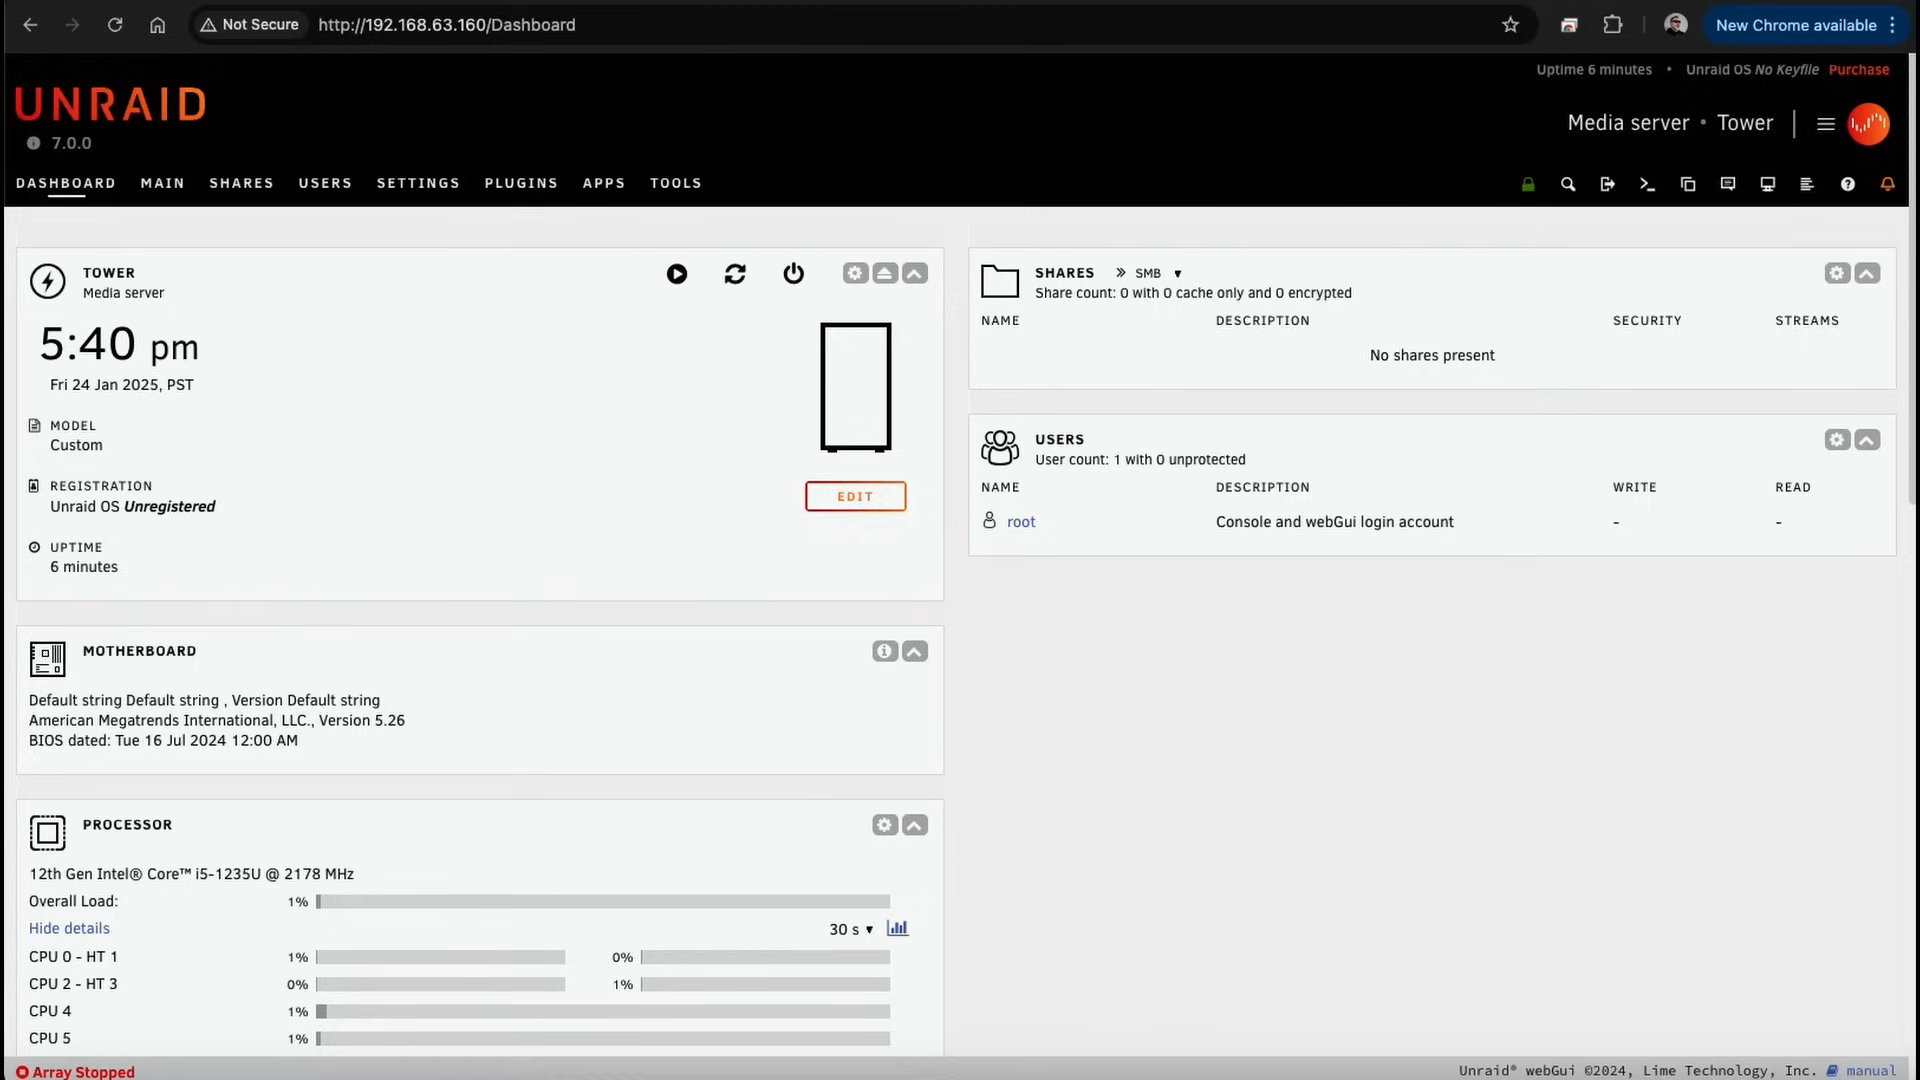 Not Secure http://192.168.63.160/Dashboard New Chrome available
Uptime 6 minutes • Unraid OS No Keyfile Purchase
UNRAID
7.0.0
Media server • Tower
DASHBOARD MAIN SHARES USERS SETTINGS PLUGINS APPS TOOLS
TOWER
Media server
5:40 pm
Fri 24 Jan 2025, PST
MODEL
Custom
REGISTRATION
Unraid OS Unregistered
EDIT
UPTIME
6 minutes
MOTHERBOARD
Default string Default string , Version Default string
American Megatrends International, LLC., Version 5.26
BIOS dated: Tue 16 Jul 2024 12:00 AM
PROCESSOR
12th Gen Intel® Core™ i5-1235U @ 2178 MHz
Overall Load: 1%
Hide details 30 s
CPU 0 - HT 1 1% 0%
CPU 2 - HT 3 0% 1%
CPU 4 1%
CPU 5 1%
SHARES » SMB
Share count: 0 with 0 cache only and 0 encrypted
NAME DESCRIPTION SECURITY STREAMS
No shares present
USERS
User count: 1 with 0 unprotected
NAME DESCRIPTION WRITE READ
root Console and webGui login account - -
Array Stopped
Unraid® webGui ©2024, Lime Technology, Inc. manual